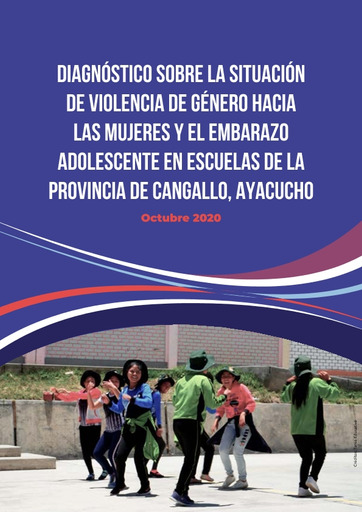 DIAGNÓSTICO SOBRE LA SITUACIÓN
DE VIOLENCIA DE GÉNERO HACIA
LAS MUJERES Y EL EMBARAZO
ADOLESCENTE EN ESCUELAS DE LA
PROVINCIA DE CANGALLO, AYACUCHO
Octubre 2020